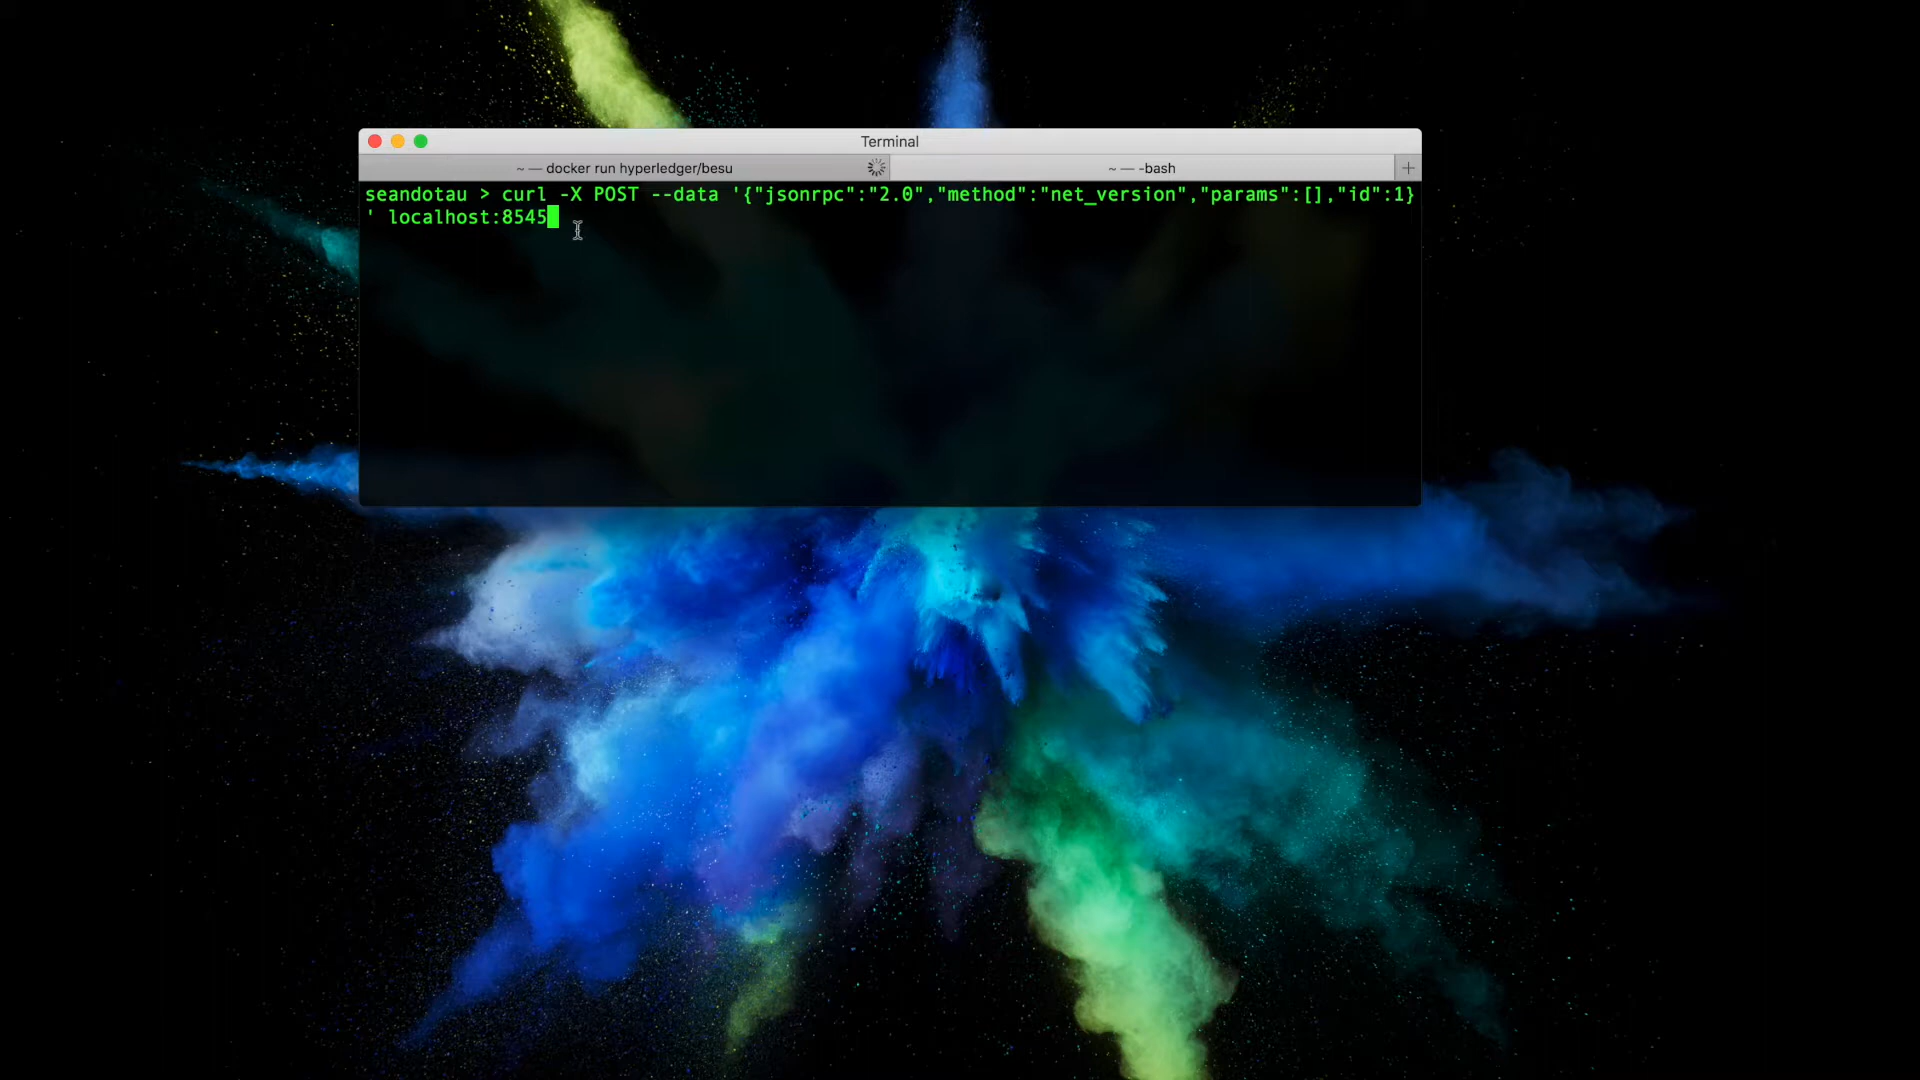 Terminal
~ — docker run hyperledger/besu
~ — -bash
seandotau > curl -X POST --data '{"jsonrpc":"2.0","method":"net_version","params":[],"id":1}
' localhost:8545